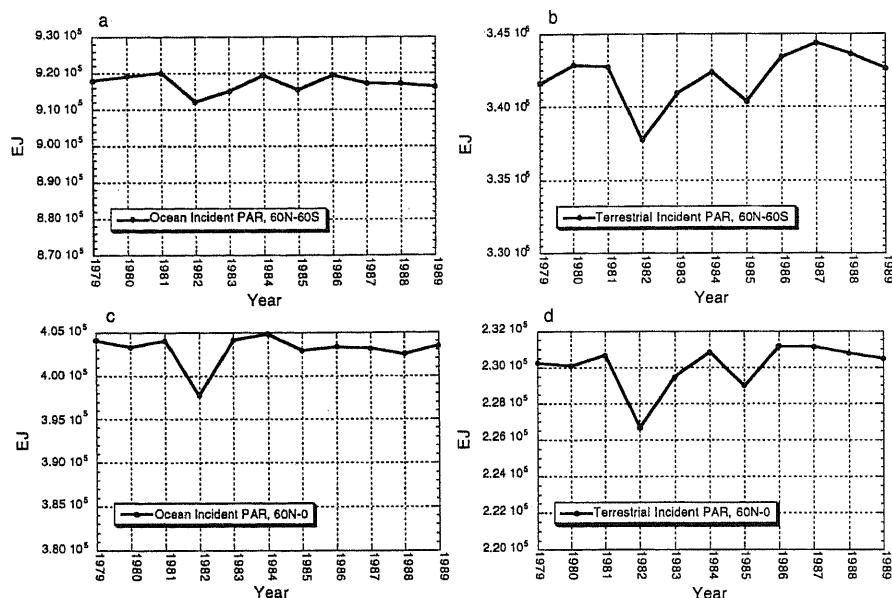 a
9.30 10⁵
9.20 10⁵
9.10 10⁵
9.00 10⁵
8.90 10⁵
8.80 10⁵
8.70 10⁵
EJ
Ocean Incident PAR, 60N-60S
1979 1980 1981 1982 1983 1984 1985 1986 1987 1988 1989
Year
b
3.45 10⁵
3.40 10⁵
3.35 10⁵
3.30 10⁵
EJ
Terrestrial Incident PAR, 60N-60S
1979 1980 1981 1982 1983 1984 1985 1986 1987 1988 1989
Year
c
4.05 10⁵
4.00 10⁵
3.95 10⁵
3.90 10⁵
3.85 10⁵
3.80 10⁵
EJ
Ocean Incident PAR, 60N-0
1979 1980 1981 1982 1983 1984 1985 1986 1987 1988 1989
Year
d
2.32 10⁵
2.30 10⁵
2.28 10⁵
2.26 10⁵
2.24 10⁵
2.22 10⁵
2.20 10⁵
EJ
Terrestrial Incident PAR, 60N-0
1979 1980 1981 1982 1983 1984 1985 1986 1987 1988 1989
Year